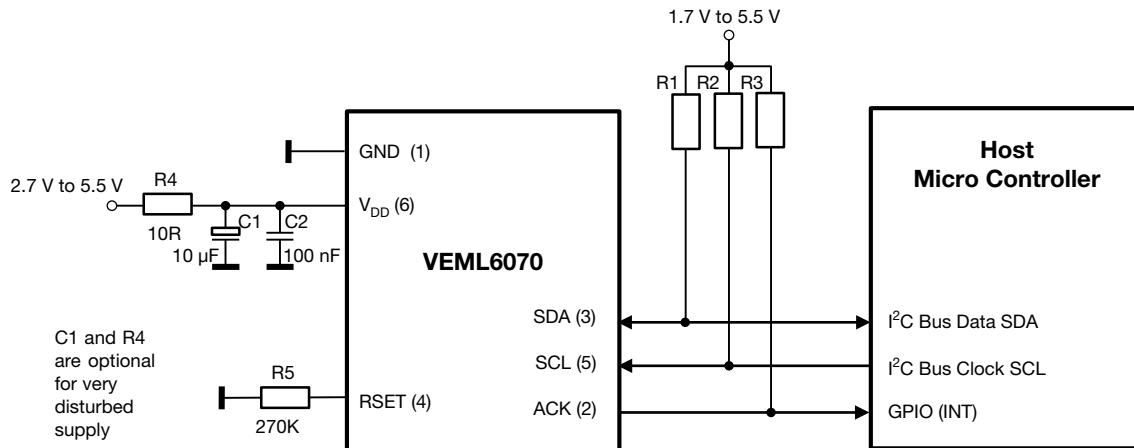 1.7 V to 5.5 V
R1 R2 R3
GND (1)
2.7 V to 5.5 V
R4
10R
C1
10 µF
C2
100 nF
V_DD (6)
VEML6070
Host
Micro Controller
SDA (3)
I²C Bus Data SDA
SCL (5)
I²C Bus Clock SCL
ACK (2)
GPIO (INT)
C1 and R4
are optional
for very
disturbed
supply
R5
270K
RSET (4)